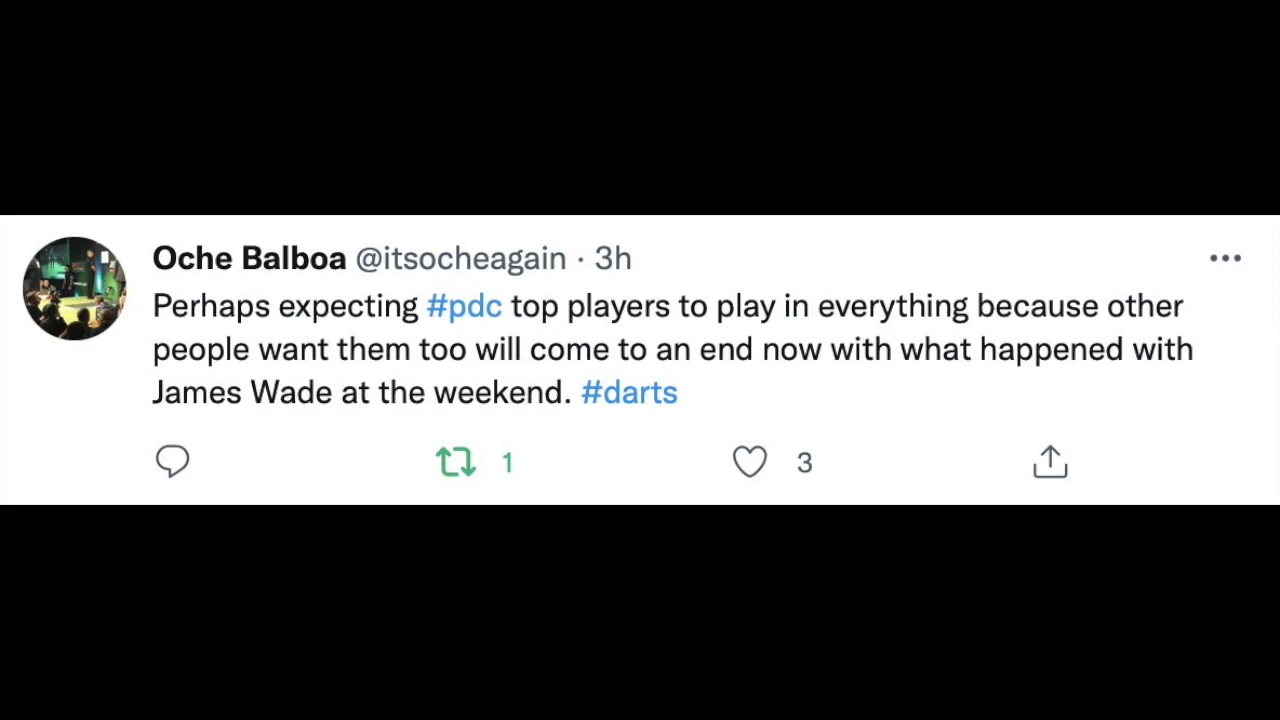 Oche Balboa @itsocheagain · 3h
Perhaps expecting #pdc top players to play in everything because other
people want them too will come to an end now with what happened with
James Wade at the weekend. #darts
1 3